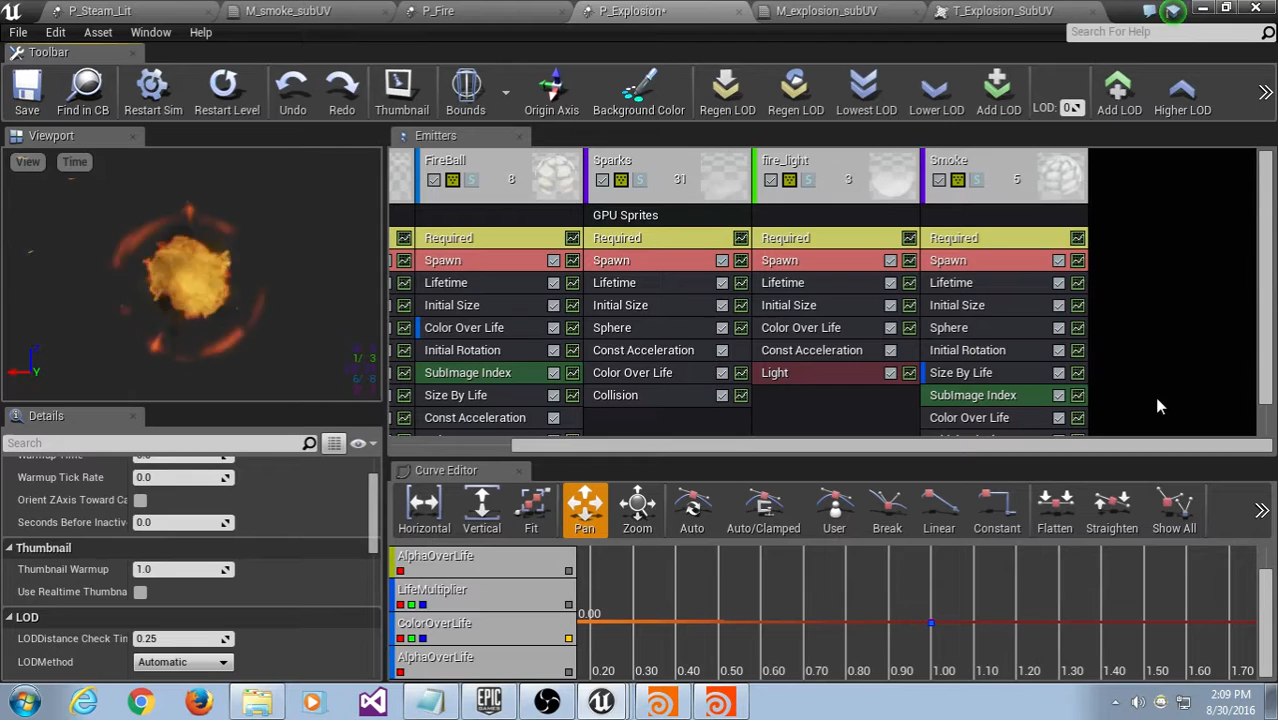 P_Steam_Lit
M_smoke_subUV
P_Fire
P_Explosion*
M_explosion_subUV
T_Explosion_SubUV
File
Edit
Asset
Window
Help
Search For Help
Toolbar
Save
Find in CB
Restart Sim
Restart Level
Undo
Redo
Thumbnail
Bounds
Origin Axis
Background Color
Regen LOD
Regen LOD
Lowest LOD
Lower LOD
Add LOD
LOD: 0
Add LOD
Higher LOD
Viewport
View
Time
Z
Y
1/ 3
6/ 8
Emitters
FireBall
8
Required
Spawn
Lifetime
Initial Size
Color Over Life
Initial Rotation
SubImage Index
Size By Life
Const Acceleration
Sparks
31
GPU Sprites
Required
Spawn
Lifetime
Initial Size
Sphere
Const Acceleration
Color Over Life
Collision
fire_light
3
Required
Spawn
Lifetime
Initial Size
Color Over Life
Const Acceleration
Light
Smoke
5
Required
Spawn
Lifetime
Initial Size
Sphere
Initial Rotation
Size By Life
SubImage Index
Color Over Life
Details
Search
Warmup Tick Rate
0.0
Orient ZAxis Toward Ca
Seconds Before Inactiv
0.0
Thumbnail
Thumbnail Warmup
1.0
Use Realtime Thumbna
LOD
LODDistance Check Tim
0.25
LODMethod
Automatic
Curve Editor
Horizontal
Vertical
Fit
Pan
Zoom
Auto
Auto/Clamped
User
Break
Linear
Constant
Flatten
Straighten
Show All
AlphaOverLife
LifeMultiplier
ColorOverLife
AlphaOverLife
0.00
0.20
0.30
0.40
0.50
0.60
0.70
0.80
0.90
1.00
1.10
1.20
1.30
1.40
1.50
1.60
1.70
EPIC
GAMES
2:09 PM
8/30/2016